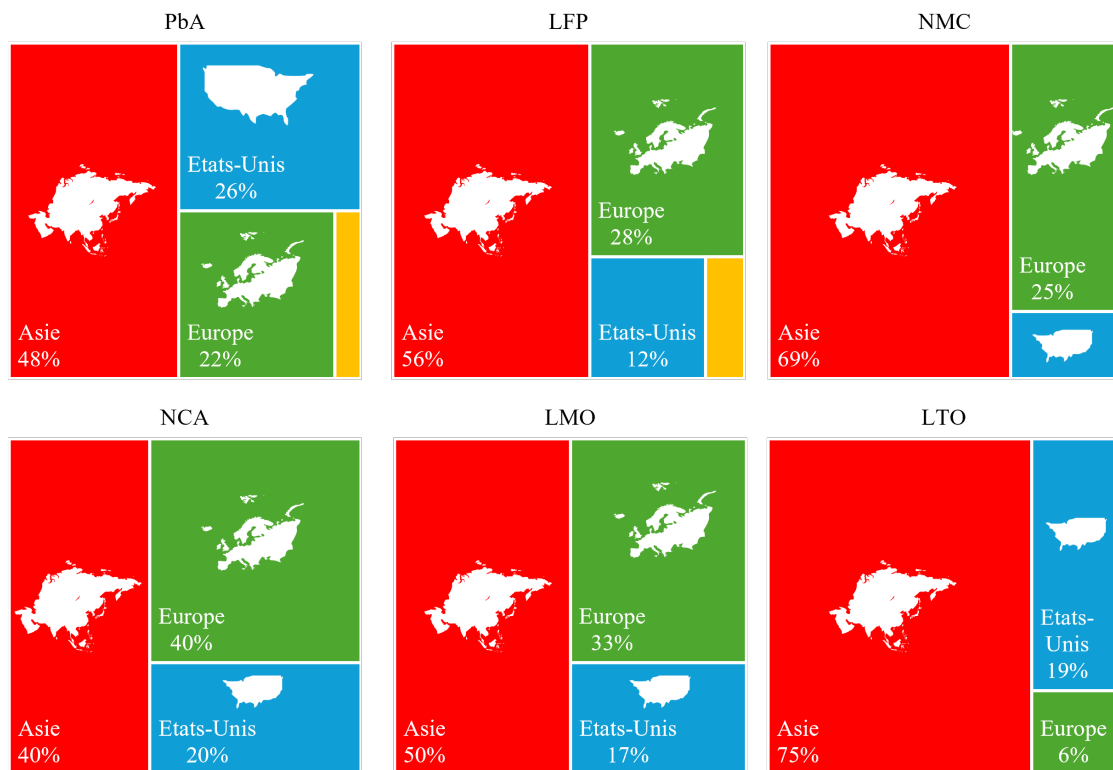 PbA
Etats-Unis
26%
Asie
48%
Europe
22%
LFP
Europe
28%
Asie
56%
Etats-Unis
12%
NMC
Europe
25%
Asie
69%
NCA
Europe
40%
Asie
40%
Etats-Unis
20%
LMO
Europe
33%
Asie
50%
Etats-Unis
17%
LTO
Etats-
Unis
19%
Asie
75%
Europe
6%